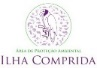 ÁREA DE PROTEÇÃO AMBIENTAL
ILHA COMPRIDA